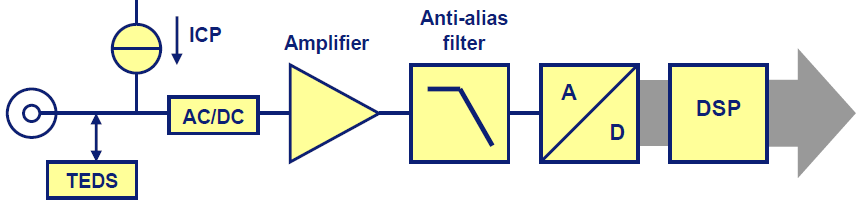 ICP
Amplifier
Anti-alias
filter
AC/DC
A
D
DSP
TEDS